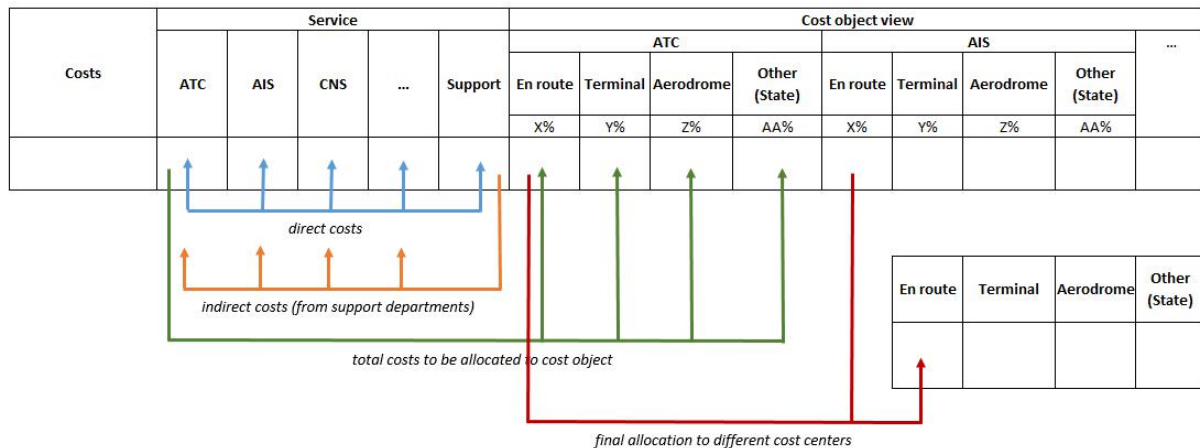 Service
Cost object view
Costs
ATC
AIS
CNS
...
Support
ATC
AIS
...
En route
Terminal
Aerodrome
Other
(State)
En route
Terminal
Aerodrome
Other
(State)
X%
Y%
Z%
AA%
X%
Y%
Z%
AA%
direct costs
indirect costs (from support departments)
total costs to be allocated to cost object
En route
Terminal
Aerodrome
Other
(State)
final allocation to different cost centers